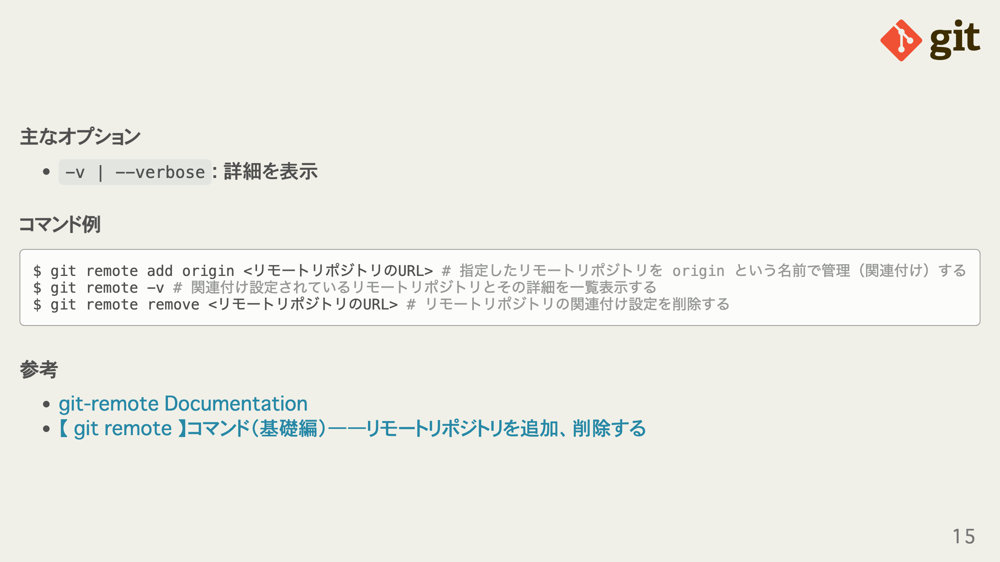 git
主なオプション
-v | --verbose : 詳細を表示
コマンド例
$ git remote add origin <リモートリポジトリのURL> # 指定したリモートリポジトリを origin という名前で管理（関連付け）する
$ git remote -v # 関連付け設定されているリモートリポジトリとその詳細を一覧表示する
$ git remote remove <リモートリポジトリのURL> # リモートリポジトリの関連付け設定を削除する
参考
git-remote Documentation
【 git remote 】コマンド（基礎編）――リモートリポジトリを追加、削除する
15